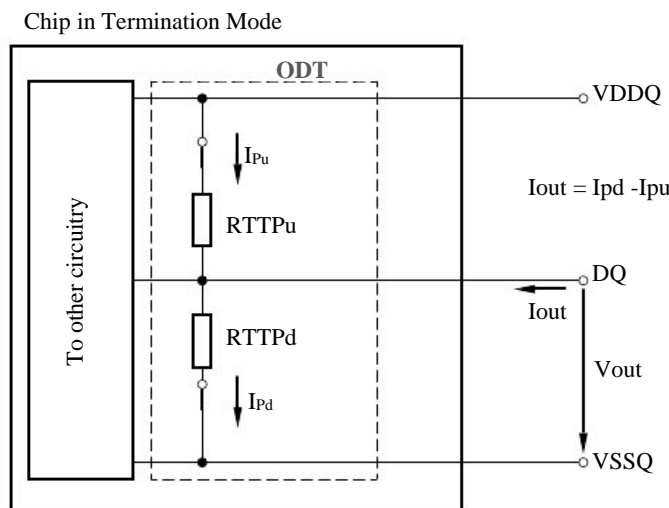 Chip in Termination Mode
ODT
VDDQ
IPu
Iout = Ipd -Ipu
RTTPu
To other circuitry
DQ
Iout
RTTPd
Vout
IPd
VSSQ